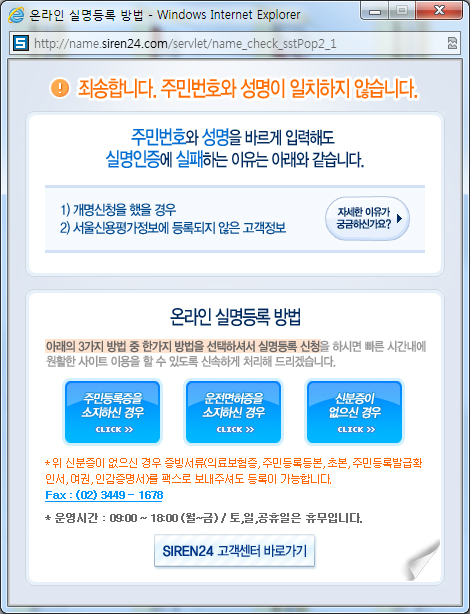 온라인 실명등록 방법 - Windows Internet Explorer
http://name.siren24.com/servlet/name_check_sstPop2_1
죄송합니다. 주민번호와 성명이 일치하지 않습니다.
주민번호와 성명을 바르게 입력해도
실명인증에 실패하는 이유는 아래와 같습니다.
1) 개명신청을 했을 경우
2) 서울신용평가정보에 등록되지 않은 고객정보
자세한 이유가
궁금하신가요?
온라인 실명등록 방법
아래의 3가지 방법 중 한가지 방법을 선택하셔서 실명등록 신청을 하시면 빠른 시간내에
원활한 사이트 이용을 할 수 있도록 신속하게 처리해 드리겠습니다.
주민등록증을
소지하신 경우
CLICK >>
운전면허증을
소지하신 경우
CLICK >>
신분증이
없으신 경우
CLICK >>
*위 신분증이 없으신 경우 증빙서류(의료보험증, 주민등록등본, 초본, 주민등록발급확
인서, 여권, 인감증명서)를 팩스로 보내주셔도 등록이 가능합니다.
Fax : (02) 3449 - 1678
* 운영시간 : 09:00 ~ 18:00 (월~금) / 토,일,공휴일은 휴무입니다.
SIREN24 고객센터 바로가기